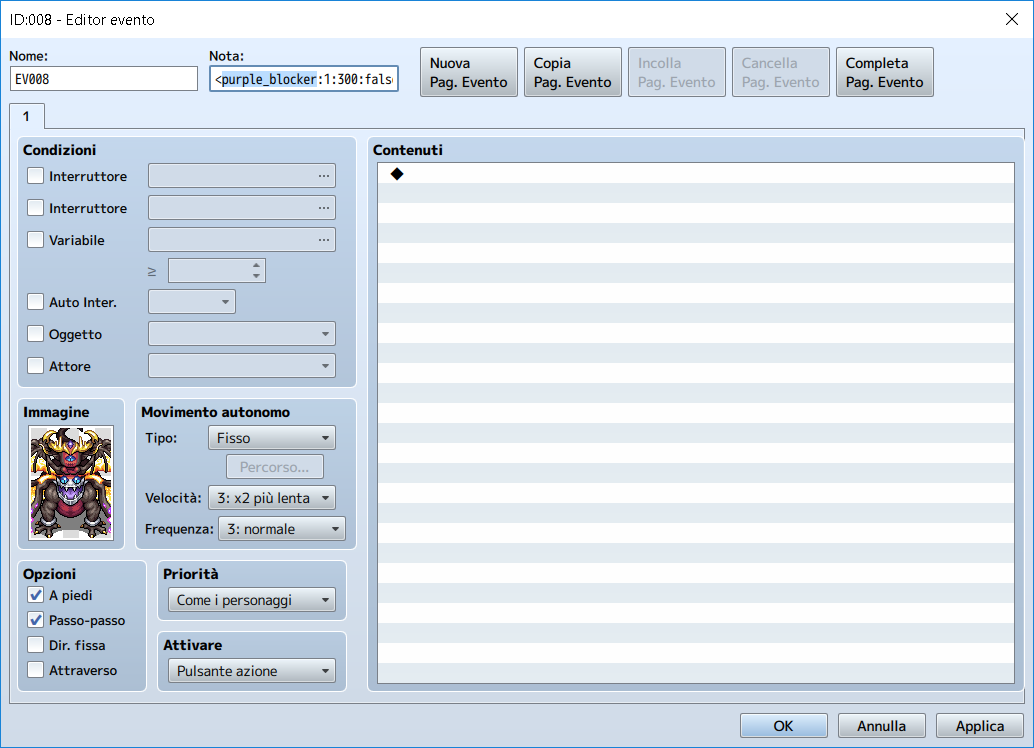 ID:008 - Editor evento
Nome:
Nota:
EV008
<purple_blocker:1:300:fals
Nuova
Pag. Evento
Copia
Pag. Evento
Incolla
Pag. Evento
Cancella
Pag. Evento
Completa
Pag. Evento
1
Condizioni
Interruttore
...
Interruttore
...
Variabile
...
≥
Auto Inter.
Oggetto
Attore
Immagine
Movimento autonomo
Tipo:
Fisso
Percorso...
Velocità:
3: x2 più lenta
Frequenza:
3: normale
Opzioni
A piedi
Passo-passo
Dir. fissa
Attraverso
Priorità
Come i personaggi
Attivare
Pulsante azione
Contenuti
◆
OK
Annulla
Applica